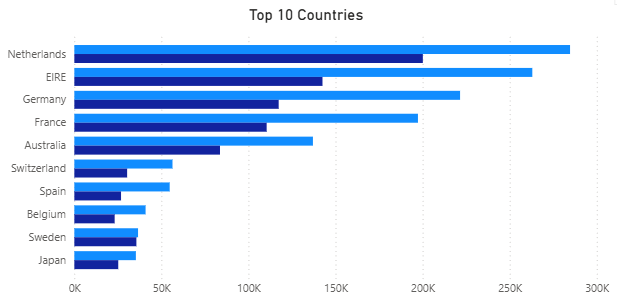 Top 10 Countries
Netherlands
EIRE
Germany
France
Australia
Switzerland
Spain
Belgium
Sweden
Japan
0K 50K 100K 150K 200K 250K 300K